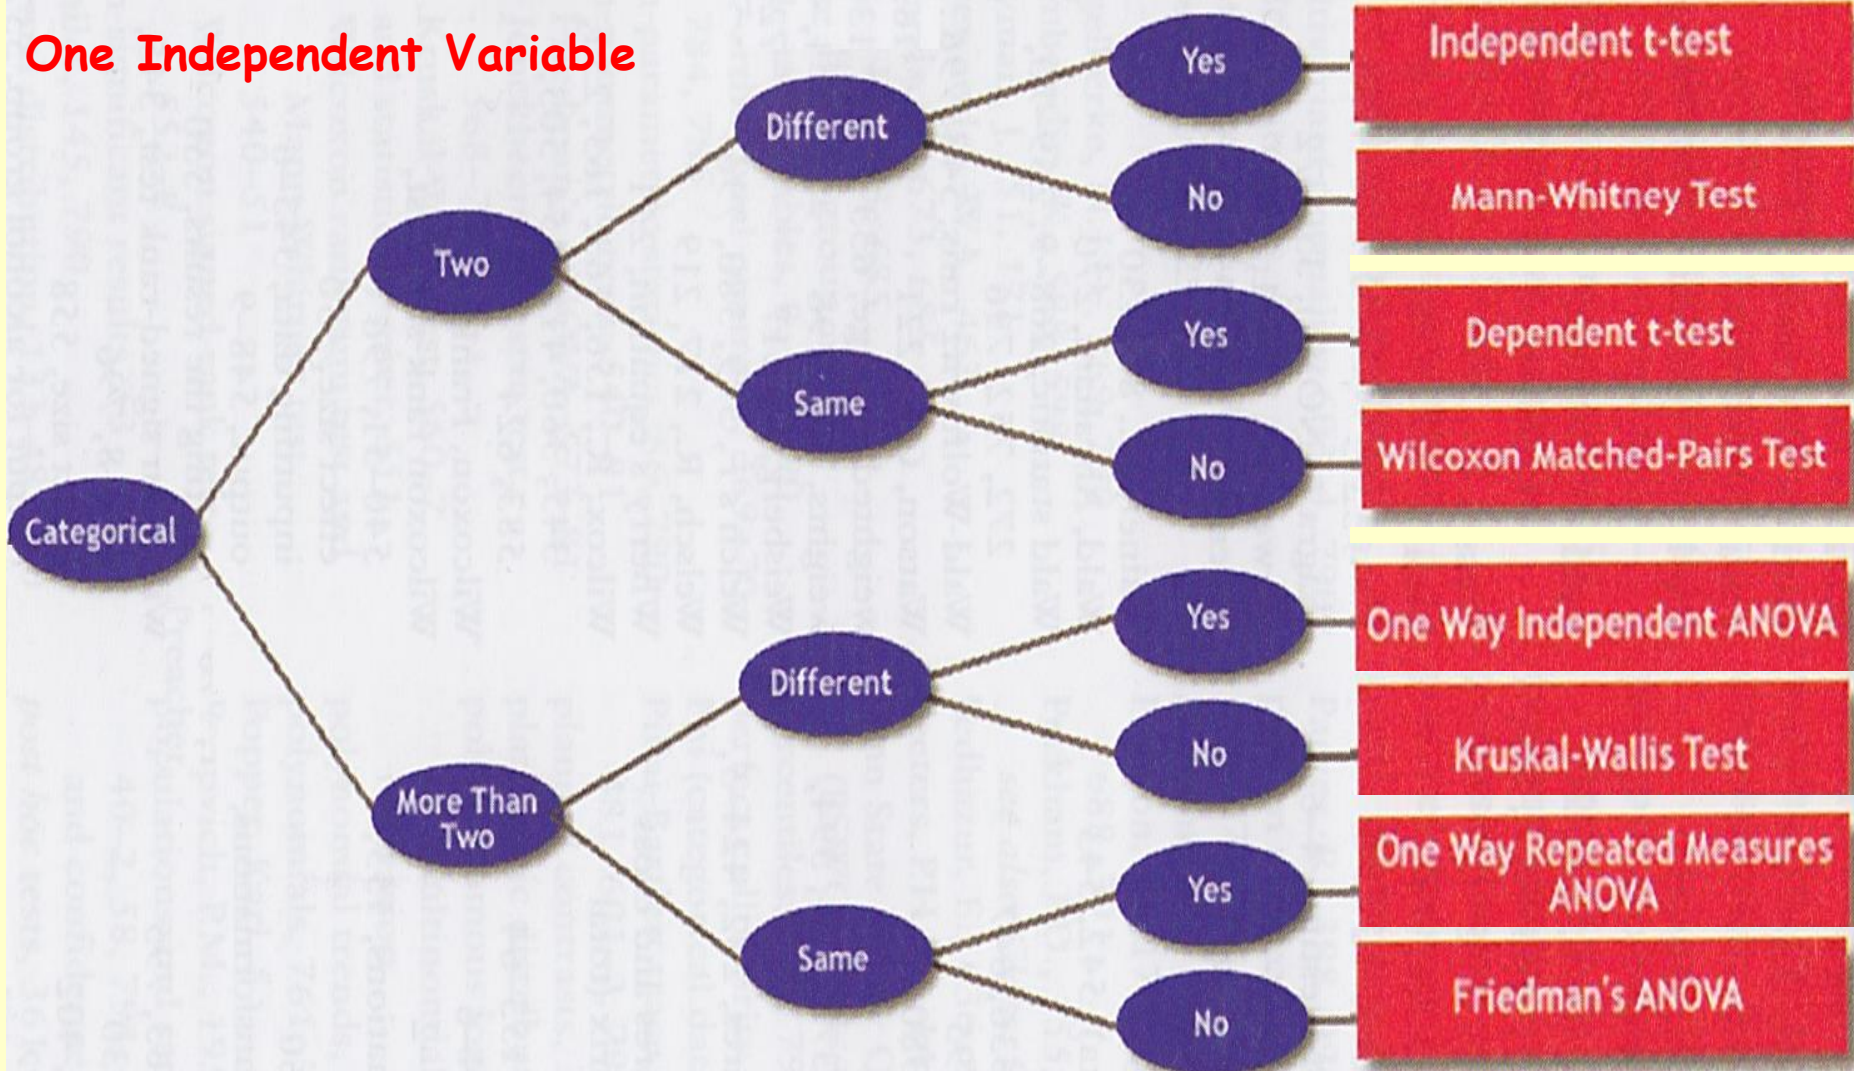 One Independent Variable
Categorical
Two
More Than
Two
Different
Same
Different
Same
Yes
No
Yes
No
Yes
No
Yes
No
Independent t-test
Mann-Whitney Test
Dependent t-test
Wilcoxon Matched-Pairs Test
One Way Independent ANOVA
Kruskal-Wallis Test
One Way Repeated Measures
ANOVA
Friedman's ANOVA